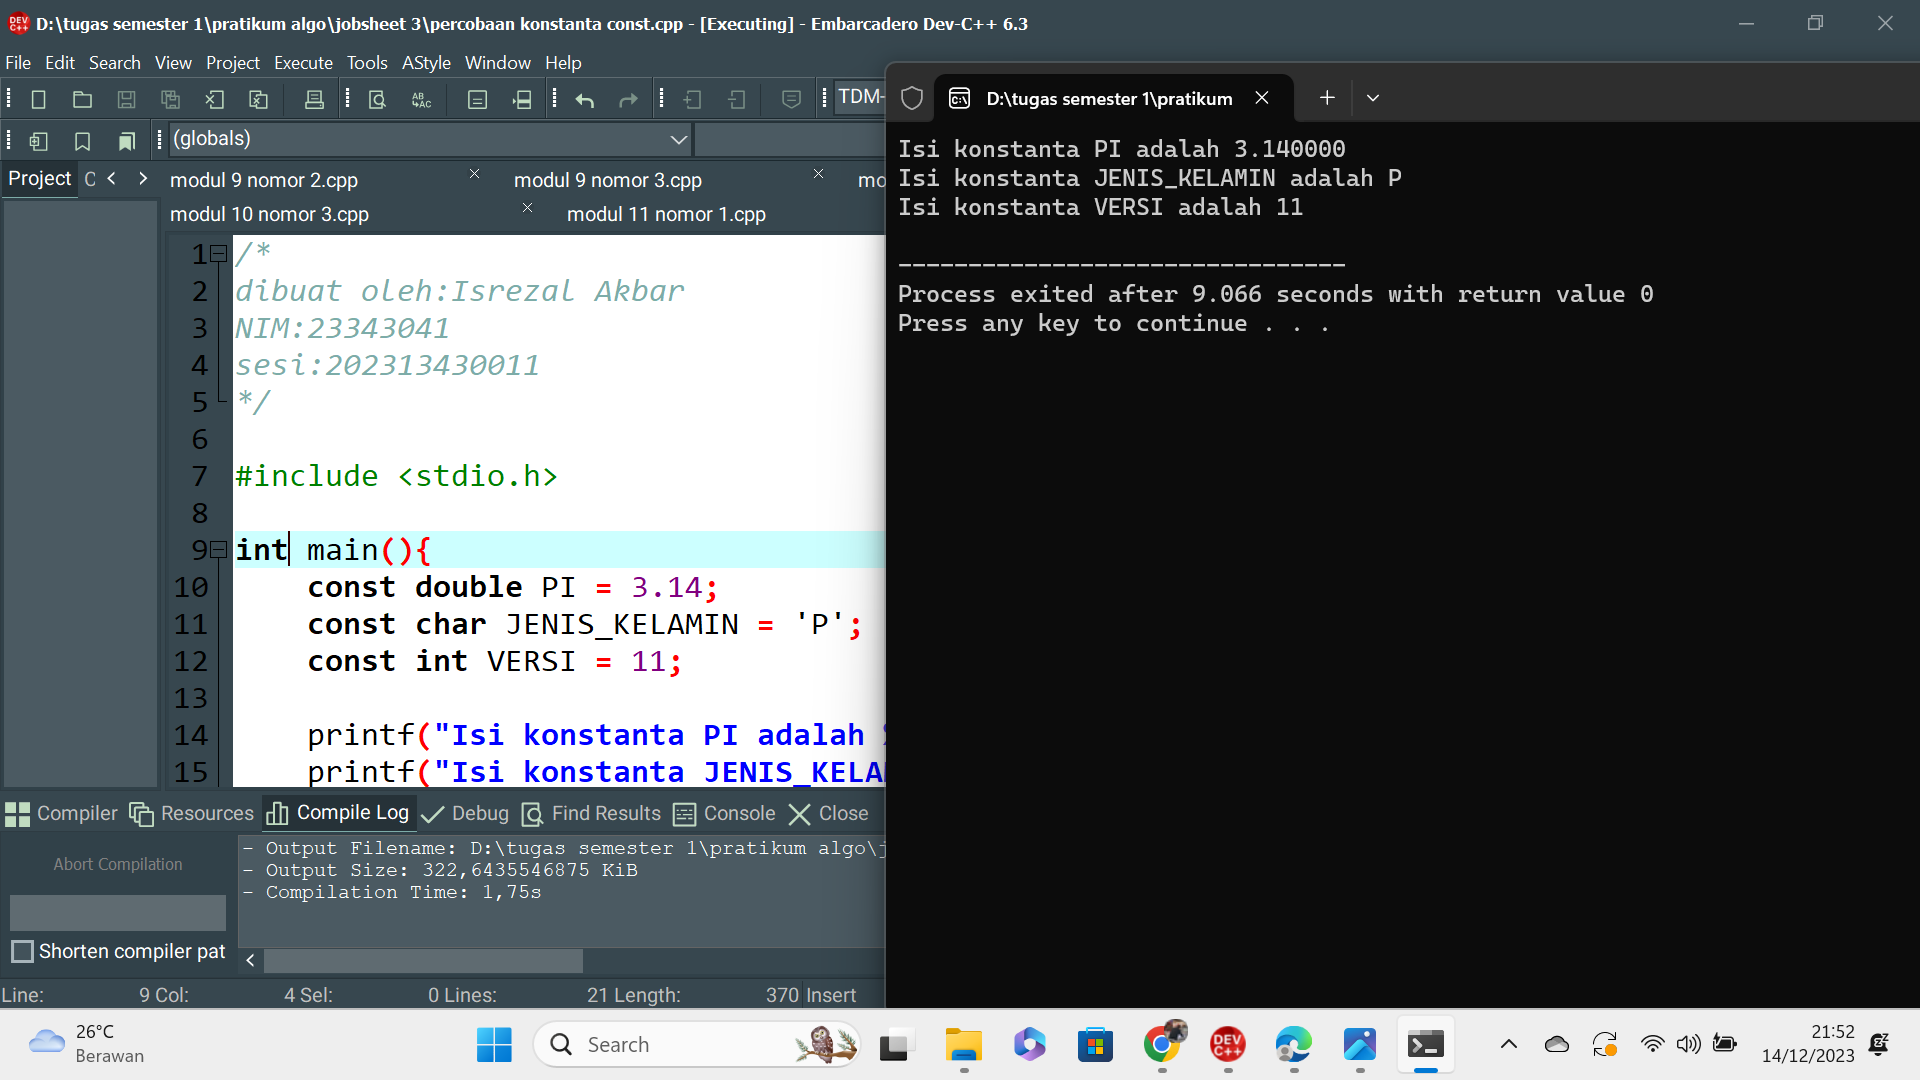 D:\tugas semester 1\pratikum algo\jobsheet 3\percobaan konstanta const.cpp - [Executing] - Embarcadero Dev-C++ 6.3
File Edit Search View Project Execute Tools AStyle Window Help
TDM-
(globals)
Project
modul 9 nomor 2.cpp
modul 9 nomor 3.cpp
mo
modul 10 nomor 3.cpp
modul 11 nomor 1.cpp
1 /*
2 dibuat oleh:Isrezal Akbar
3 NIM:23343041
4 sesi:202313430011
5 */
6
7 #include <stdio.h>
8
9 int main(){
10 const double PI = 3.14;
11 const char JENIS_KELAMIN = 'P';
12 const int VERSI = 11;
13
14 printf("Isi konstanta PI adalah
15 printf("Isi konstanta JENIS_KELA
D:\tugas semester 1\pratikum
Isi konstanta PI adalah 3.140000
Isi konstanta JENIS_KELAMIN adalah P
Isi konstanta VERSI adalah 11
--------------------------------
Process exited after 9.066 seconds with return value 0
Press any key to continue . . .
Compiler Resources Compile Log Debug Find Results Console Close
Abort Compilation
Shorten compiler pat
- Output Filename: D:\tugas semester 1\pratikum algo\j
- Output Size: 322,6435546875 KiB
- Compilation Time: 1,75s
Line: 9 Col: 4 Sel: 0 Lines: 21 Length: 370 Insert
26°C
Berawan
Search
DEV
C++
21:52
14/12/2023